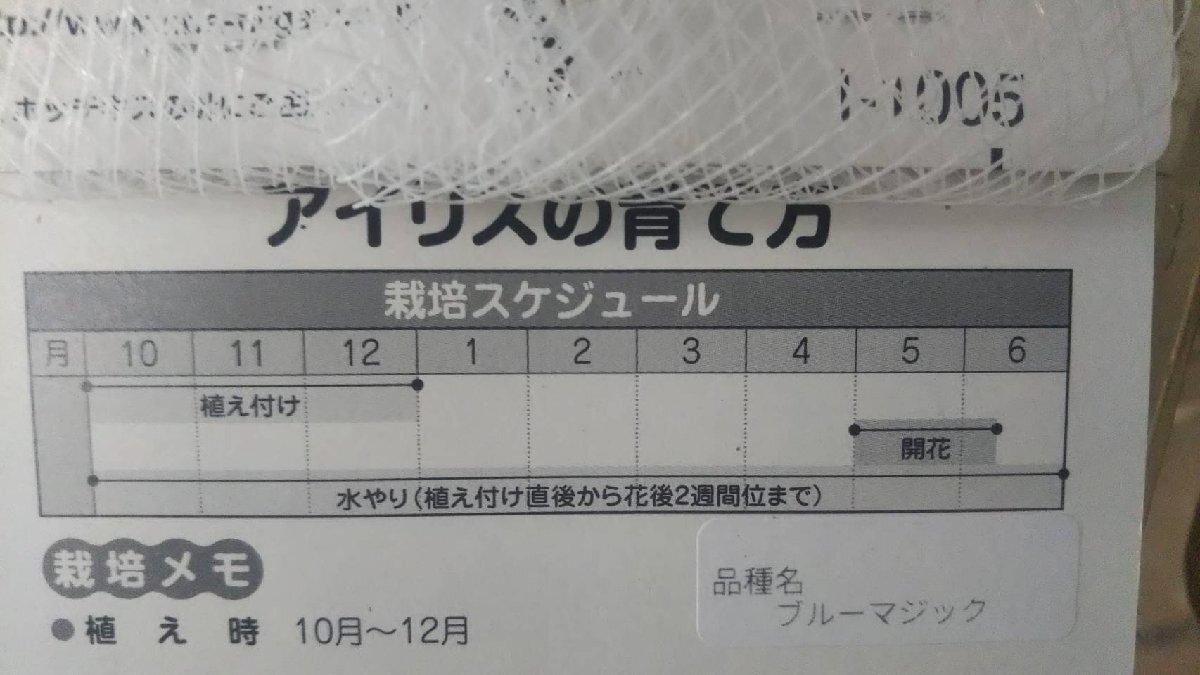 1005
アイリスの育て方
栽培スケジュール
月 10 11 12 1 2 3 4 5 6
植え付け
開花
水やり(植え付け直後から花後2週間位まで)
栽培メモ
●植え時 10月〜12月
品種名
ブルーマジック